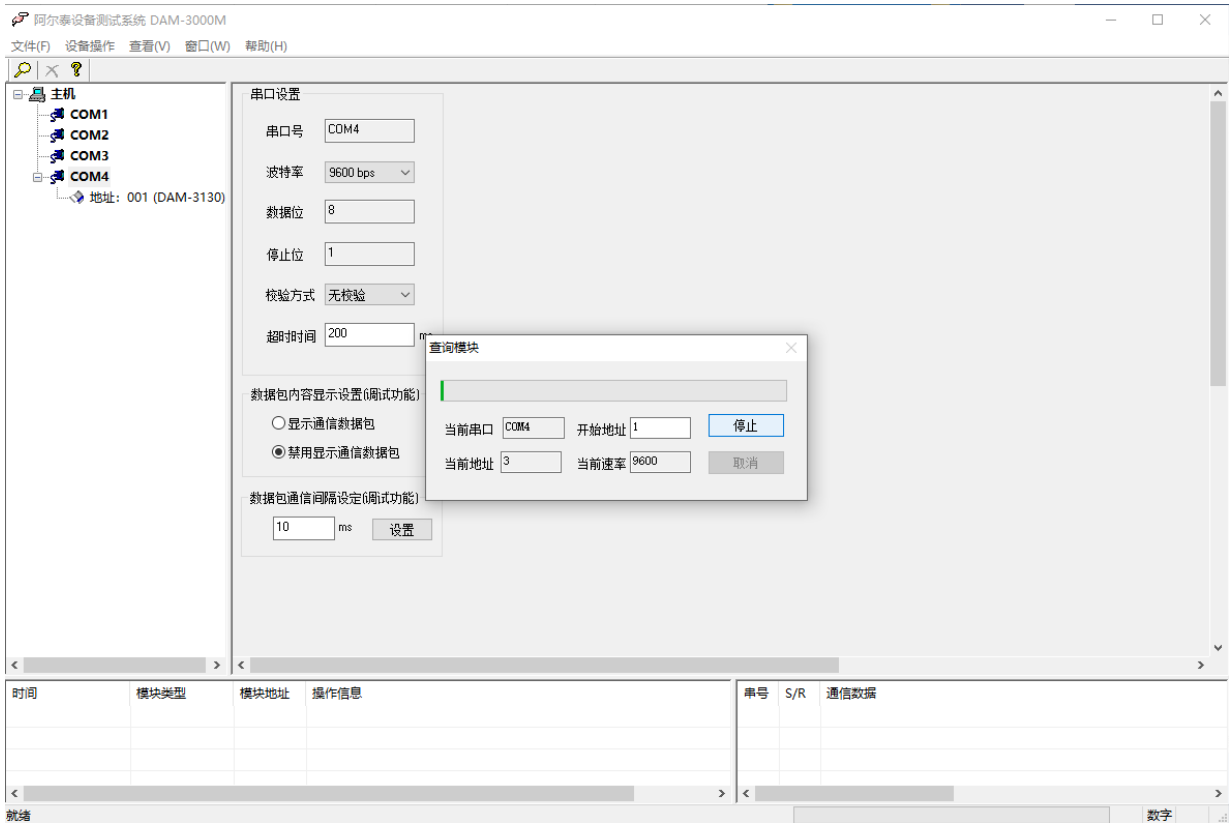 阿尔泰设备测试系统 DAM-3000M
文件(F) 设备操作 查看(V) 窗口(W) 帮助(H)
主机
COM1
COM2
COM3
COM4
地址：001 (DAM-3130)
串口设置
串口号 COM4
波特率 9600 bps
数据位 8
停止位 1
校验方式 无校验
超时时间 200
数据包内容显示设置(调试功能)
显示通信数据包
禁用显示通信数据包
数据包通信间隔设定(调试功能)
10 ms 设置
查询模块
当前串口 COM4 开始地址 1 停止
当前地址 3 当前速率 9600 取消
时间 模块类型 模块地址 操作信息
串号 S/R 通信数据
就绪 数字